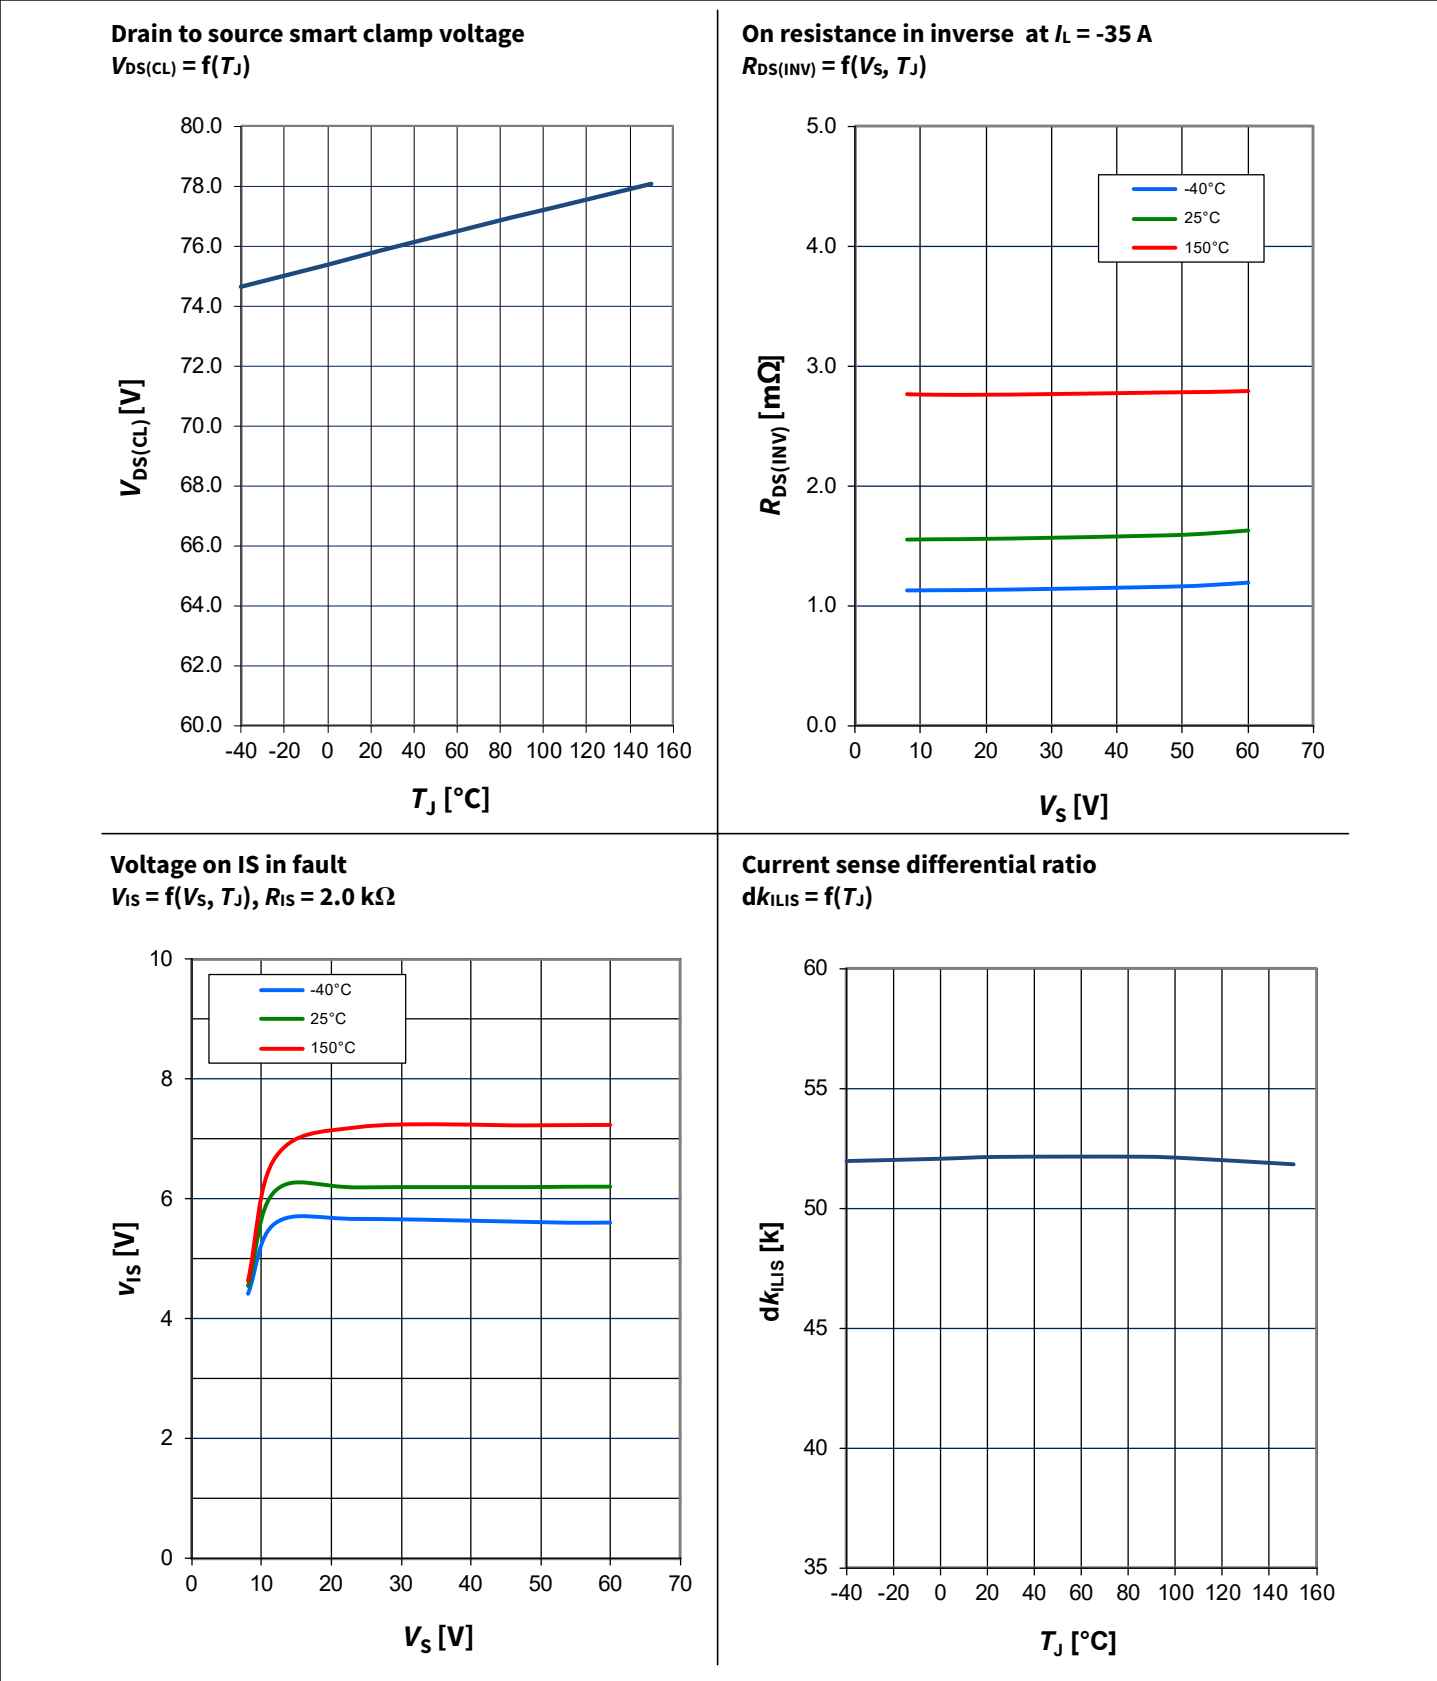 Drain to source smart clamp voltage
VDS(CL) = f(TJ)
80.0
78.0
76.0
74.0
72.0
70.0
68.0
66.0
64.0
62.0
60.0
-40 -20 0 20 40 60 80 100 120 140 160
VDS(CL) [V]
TJ [°C]
On resistance in inverse at IL = -35 A
RDS(INV) = f(VS, TJ)
5.0
4.0
3.0
2.0
1.0
0.0
0 10 20 30 40 50 60 70
-40°C
25°C
150°C
RDS(INV) [mΩ]
VS [V]
Voltage on IS in fault
VIS = f(VS, TJ), RIS = 2.0 kΩ
10
8
6
4
2
0
0 10 20 30 40 50 60 70
-40°C
25°C
150°C
vIS [V]
VS [V]
Current sense differential ratio
dkILIS = f(TJ)
60
55
50
45
40
35
-40 -20 0 20 40 60 80 100 120 140 160
dkILIS [k]
TJ [°C]